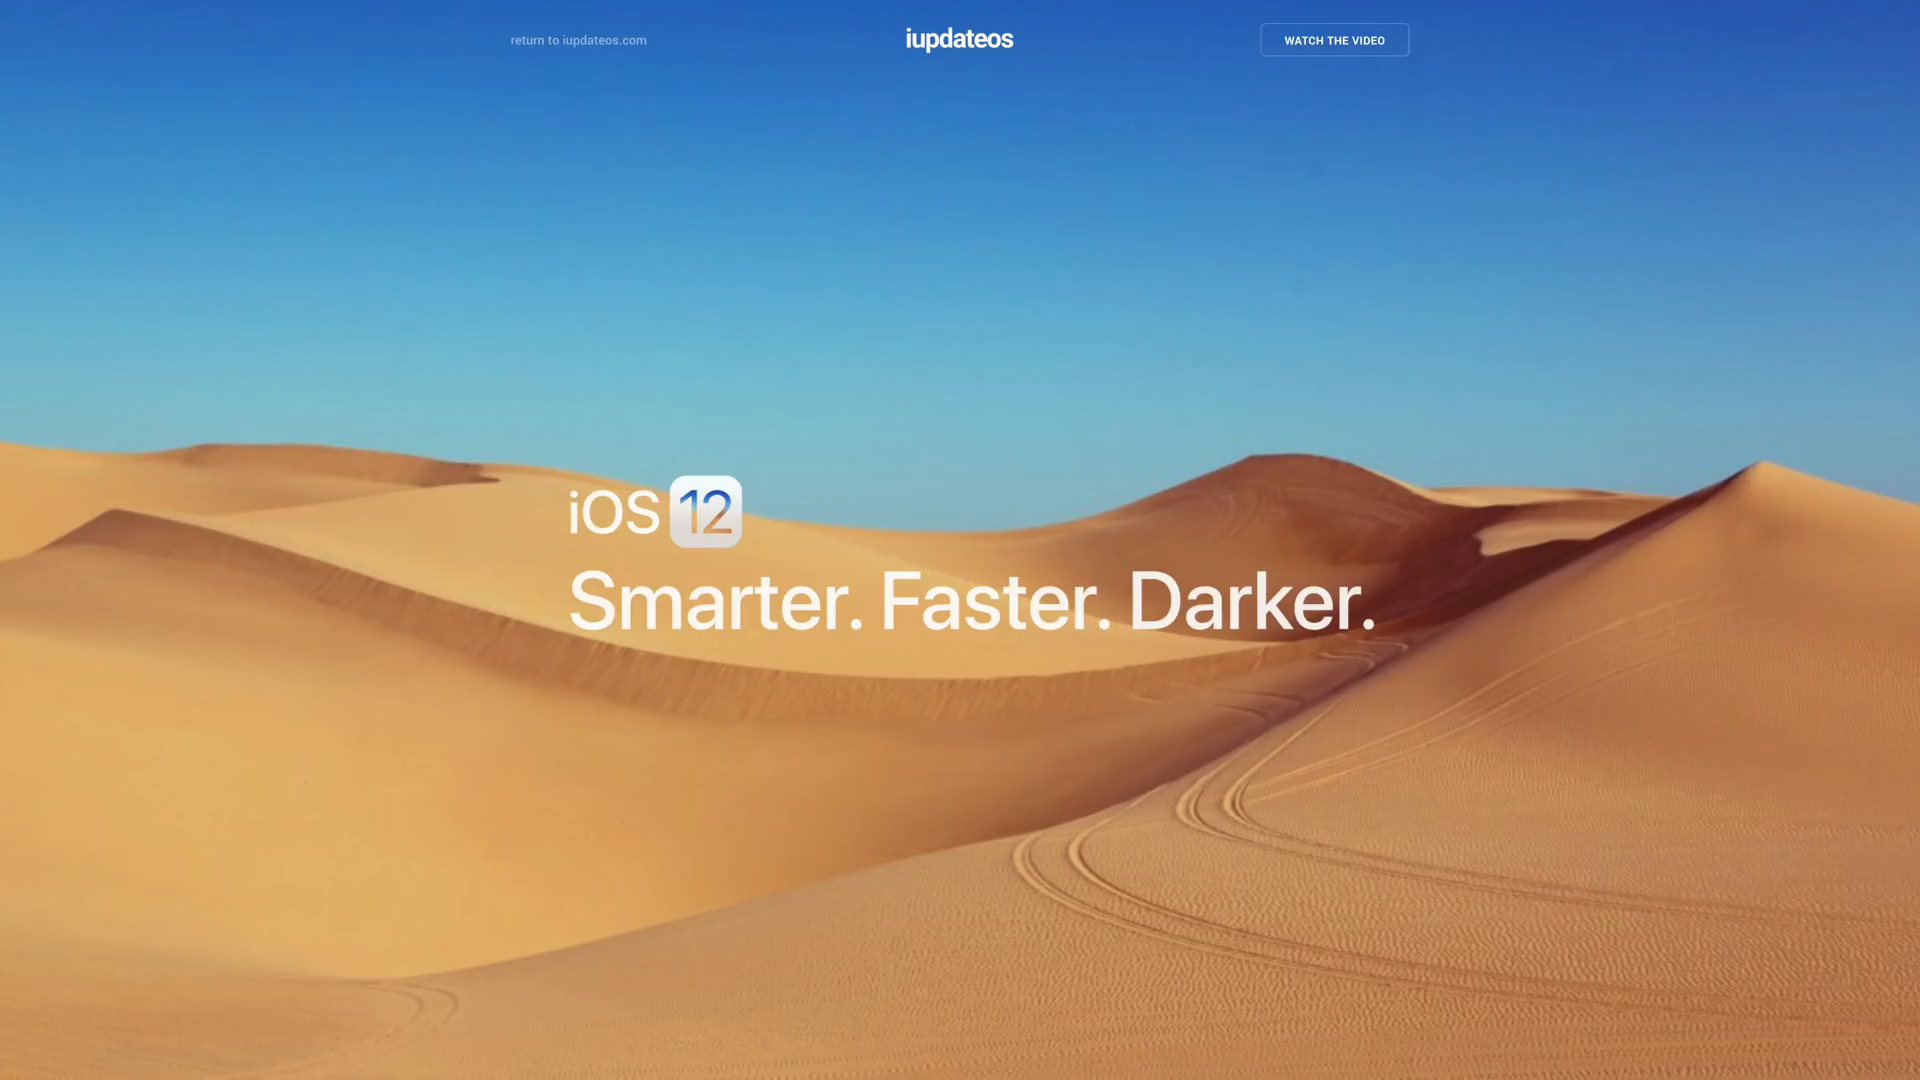 return to iupdateos.com
iupdateos
WATCH THE VIDEO
iOS 12
Smarter. Faster. Darker.